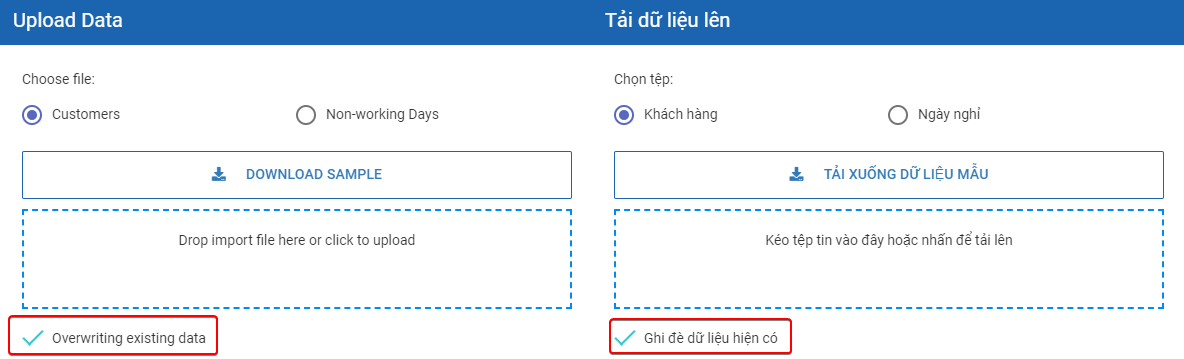 Upload Data
Choose file:
Customers
Non-working Days
DOWNLOAD SAMPLE
Drop import file here or click to upload
Overwriting existing data
Tải dữ liệu lên
Chọn tệp:
Khách hàng
Ngày nghỉ
TẢI XUỐNG DỮ LIỆU MẪU
Kéo tệp tin vào đây hoặc nhấn để tải lên
Ghi đè dữ liệu hiện có